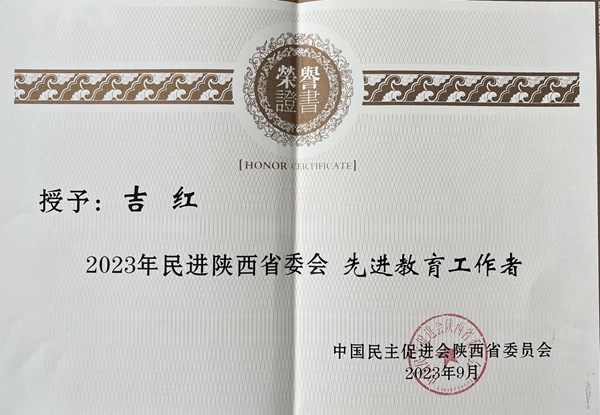 榮譽
證書
[HONOR CERTIFICATE]
授予：吉 红
2023年民进陕西省委会 先进教育工作者
中国民主促进会陕西省委员会
2023年9月